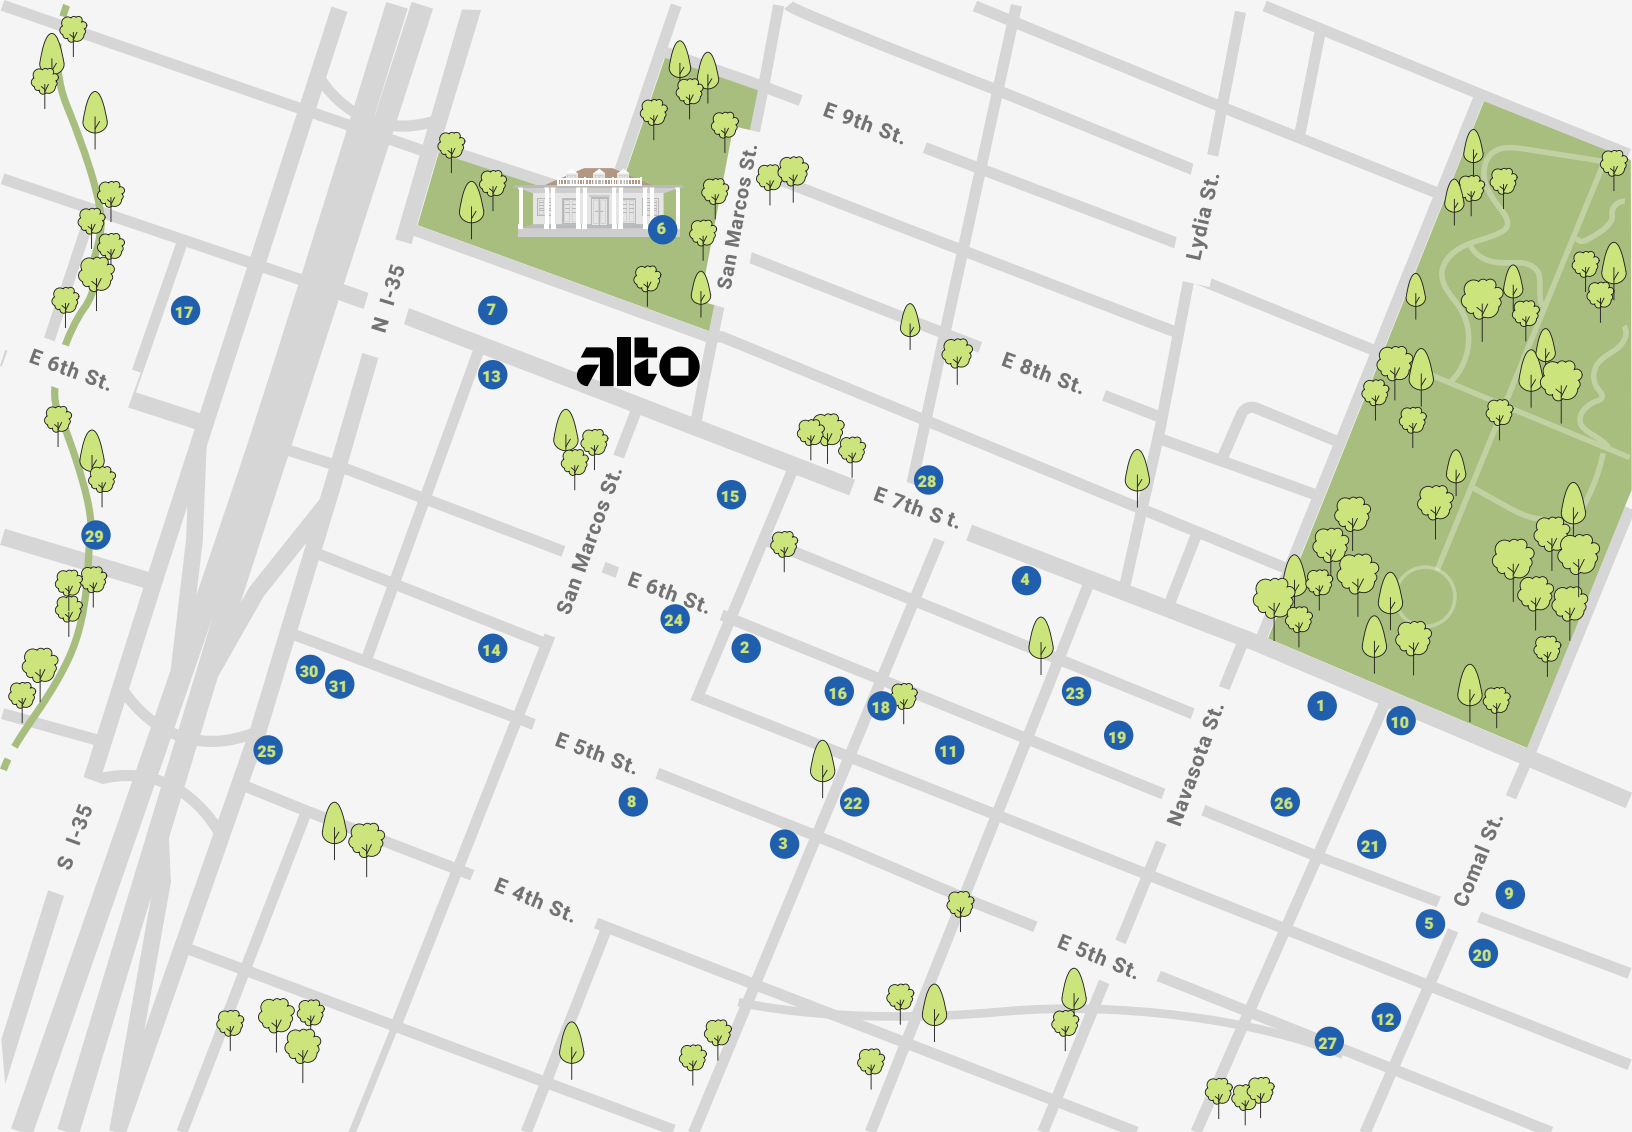 E 9th St.
San Marcos St.
Lydia St.
6
N I-35
17
7
alto
E 6th St.
13
E 8th St.
28
15
E 7th S t.
San Marcos St.
29
4
E 6th St.
24
14
2
30
31
16
18
23
1
10
19
Navasota St.
25
E 5th St.
11
8
22
26
S I-35
3
21
Comal St.
9
E 4th St.
5
20
E 5th St.
12
27